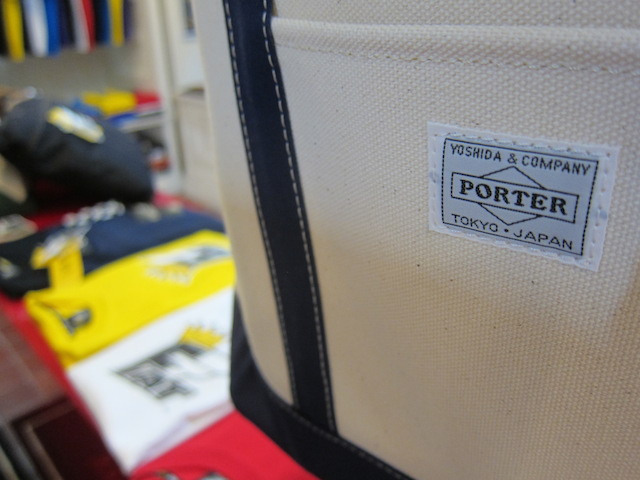 YOSHIDA & COMPANY
PORTER
TOKYO • JAPAN